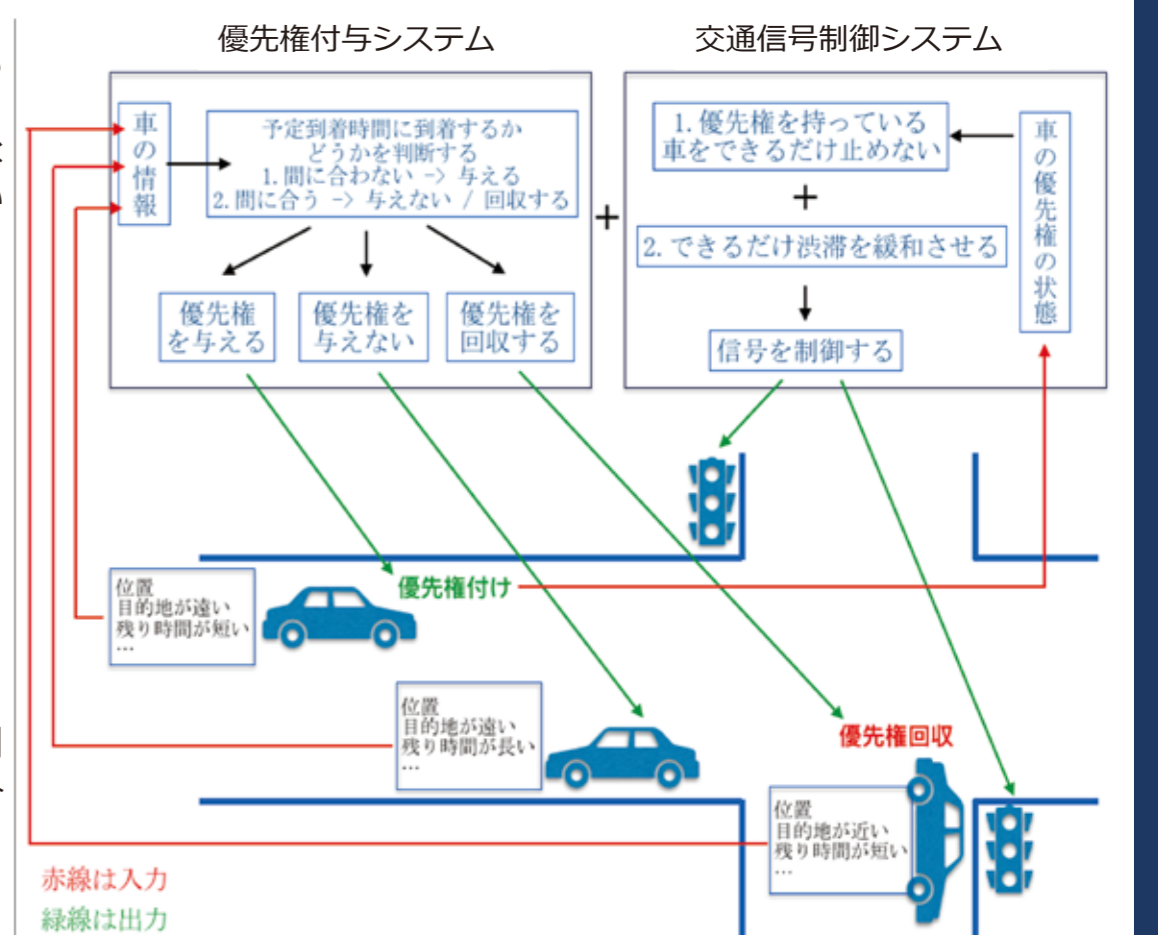 優先権付与システム
交通信号制御システム
車の情報
予定到着時間に到着するか
どうかを判断する
1. 間に合わない -> 与える
2. 間に合う -> 与えない / 回収する
優先権
を与える
優先権を
与えない
優先権を
回収する
+
1. 優先権を持っている
車をできるだけ止めない
+
2. できるだけ渋滞を緩和させる
信号を制御する
車の優先権の状態
位置
目的地が遠い
残り時間が短い
…
優先権付け
位置
目的地が遠い
残り時間が長い
…
優先権回収
位置
目的地が近い
残り時間が短い
…
赤線は入力
緑線は出力